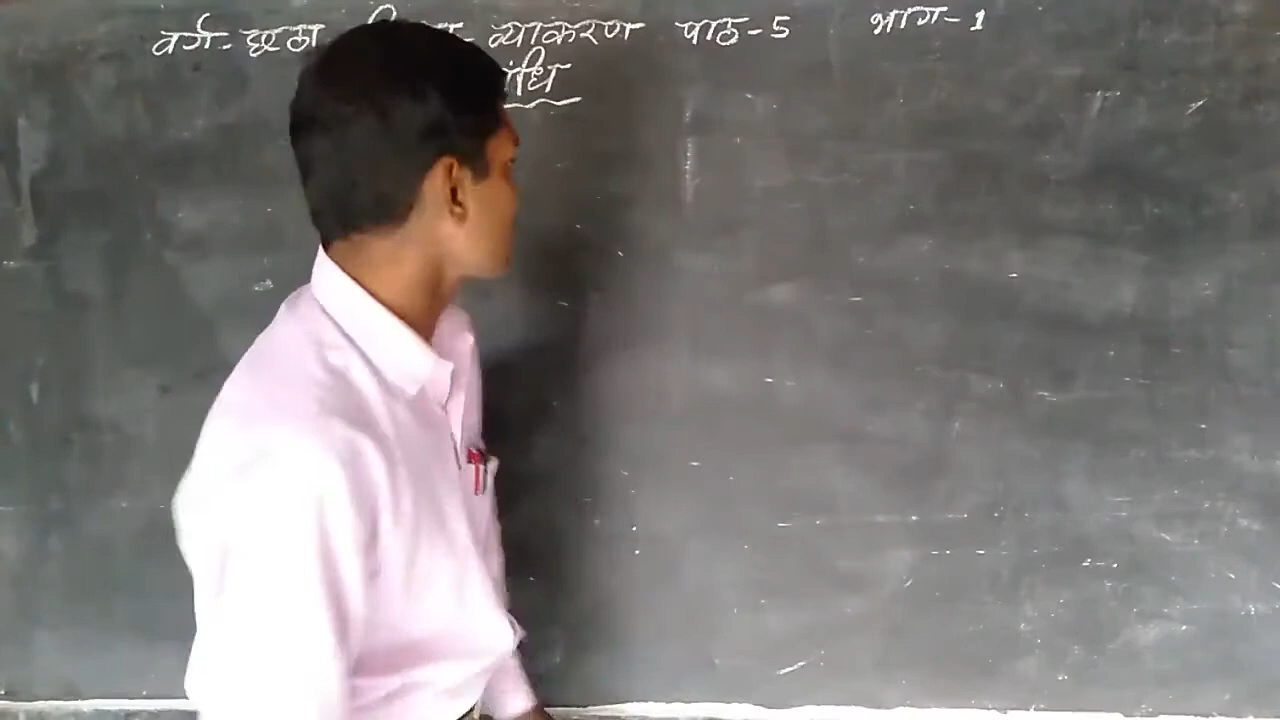 वर्ग- छठा व्याकरण पाठ-5 भाग-1